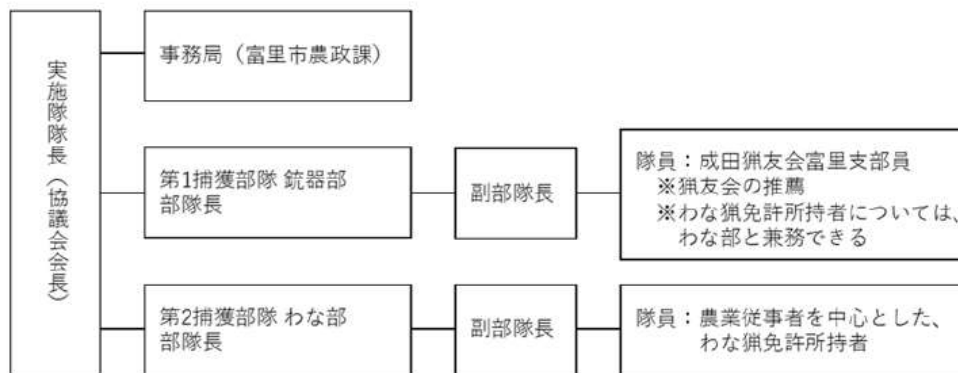 実施隊隊長（協議会会長）
事務局（富里市農政課）
第1捕獲部隊 銃器部
部隊長
副部隊長
隊員：成田猟友会富里支部員
※猟友会の推薦
※わな猟免許所持者については、
わな部と兼務できる
第2捕獲部隊 わな部
部隊長
副部隊長
隊員：農業従事者を中心とした、
わな猟免許所持者